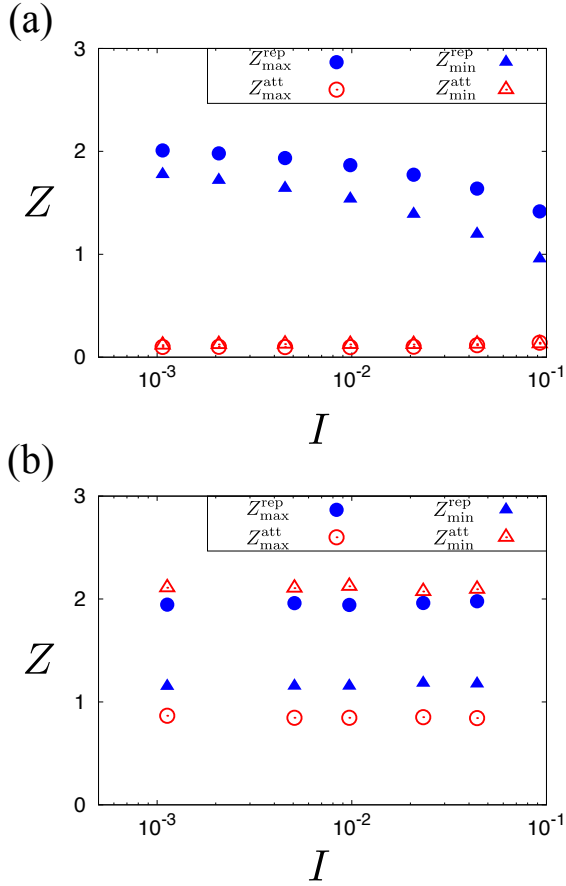 (a)
3
Z^rep_max Z^rep_min
Z^att_max Z^att_min
2
Z
1
0
10^-3 10^-2 10^-1
I
(b)
3
Z^rep_max Z^rep_min
Z^att_max Z^att_min
2
Z
1
0
10^-3 10^-2 10^-1
I